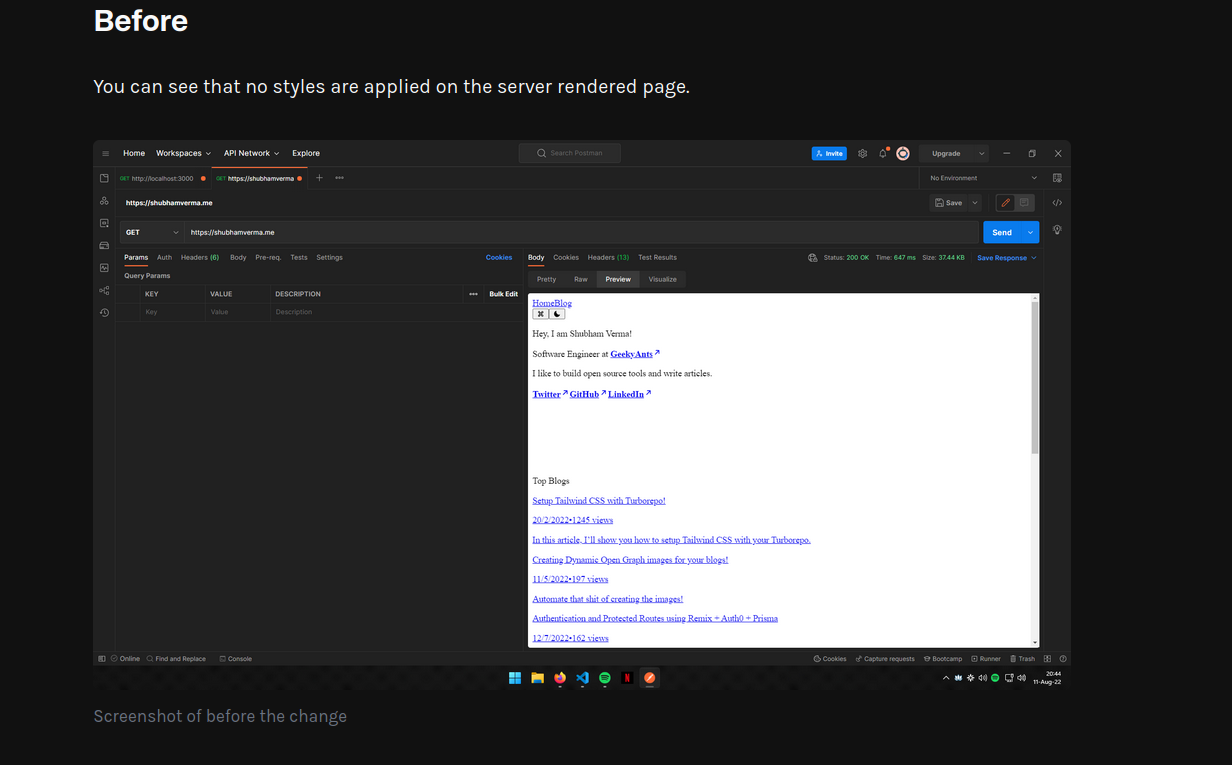 Before
You can see that no styles are applied on the server rendered page.
Home Workspaces API Network Explore Search Postman Invite Upgrade
GET http://localhost:3000 GET https://shubhamverma.me No Environment
https://shubhamverma.me Save
GET https://shubhamverma.me Send
Params Auth Headers (6) Body Pre-req. Tests Settings Cookies
Body Cookies Headers (13) Test Results Status: 200 OK Time: 647 ms Size: 37.44 KB Save Response
Query Params
Pretty Raw Preview Visualize
KEY VALUE DESCRIPTION Bulk Edit
Key Value Description
HomeBlog
Hey, I am Shubham Verma!
Software Engineer at GeekyAnts
I like to build open source tools and write articles.
Twitter GitHub LinkedIn
Top Blogs
Setup Tailwind CSS with Turborepo!
20/2/2022•1245 views
In this article, I'll show you how to setup Tailwind CSS with your Turborepo.
Creating Dynamic Open Graph images for your blogs!
11/5/2022•197 views
Automate that shit of creating the images!
Authentication and Protected Routes using Remix + Auth0 + Prisma
12/7/2022•162 views
Online Find and Replace Console Cookies Capture requests Bootcamp Runner Trash
20:44
11-Aug-22
Screenshot of before the change